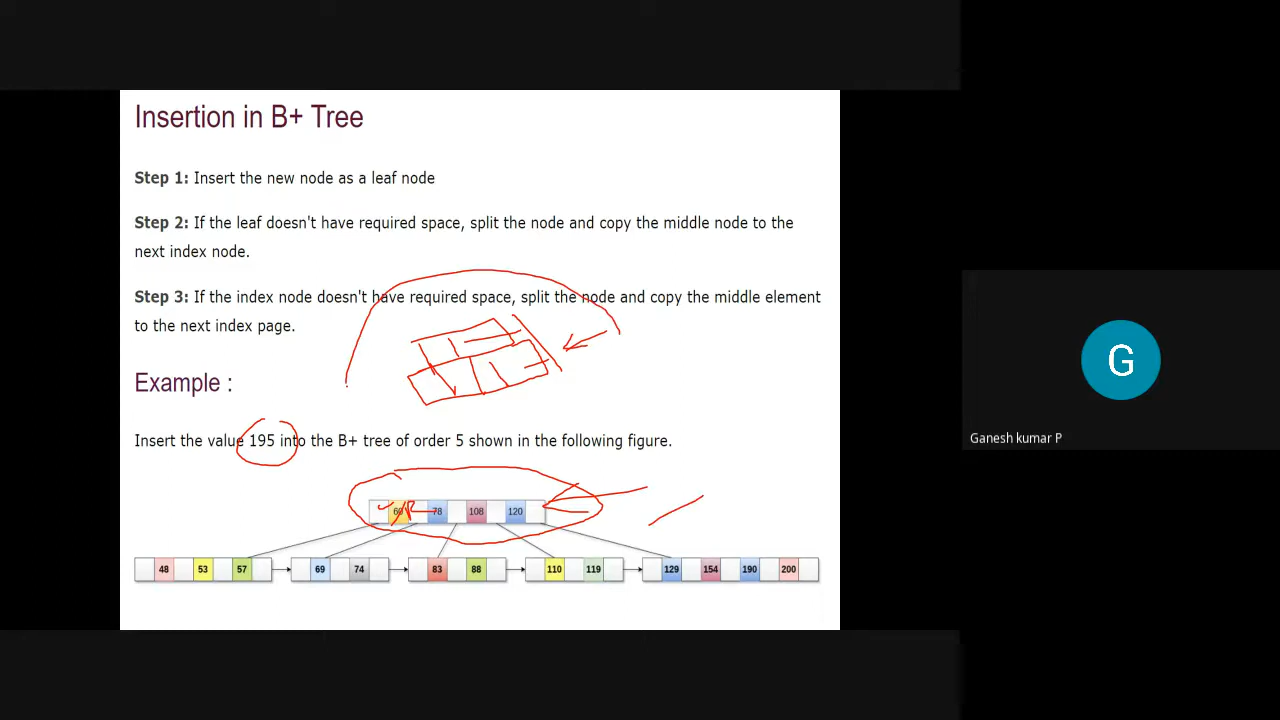 Insertion in B+ Tree
Step 1: Insert the new node as a leaf node
Step 2: If the leaf doesn't have required space, split the node and copy the middle node to the
next index node.
Step 3: If the index node doesn't have required space, split the node and copy the middle element
to the next index page.
Example :
Insert the value 195 into the B+ tree of order 5 shown in the following figure.
60 78 108 120
48 53 57 69 74 83 88 110 119 129 154 190 200
G
Ganesh kumar P